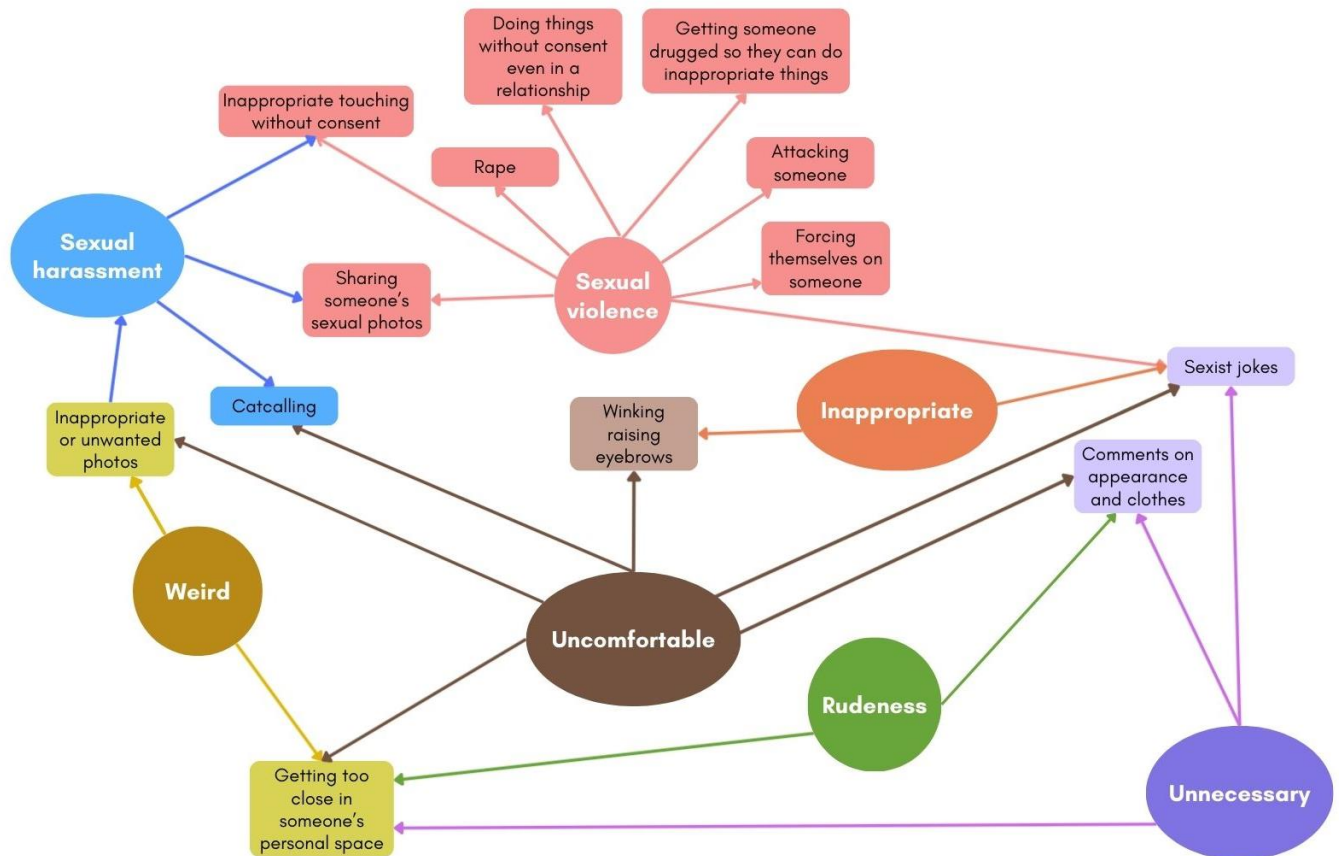 Doing things
without consent
even in a
relationship
Getting someone
drugged so they can do
inappropriate things
Inappropriate touching
without consent
Rape
Attacking
someone
Sexual
harassment
Forcing
themselves on
someone
Sharing
someone's
sexual photos
Sexual
violence
Sexist jokes
Inappropriate
or unwanted
photos
Catcalling
Winking
raising
eyebrows
Inappropriate
Comments on
appearance
and clothes
Weird
Uncomfortable
Rudeness
Getting too
close in
someone's
personal space
Unnecessary